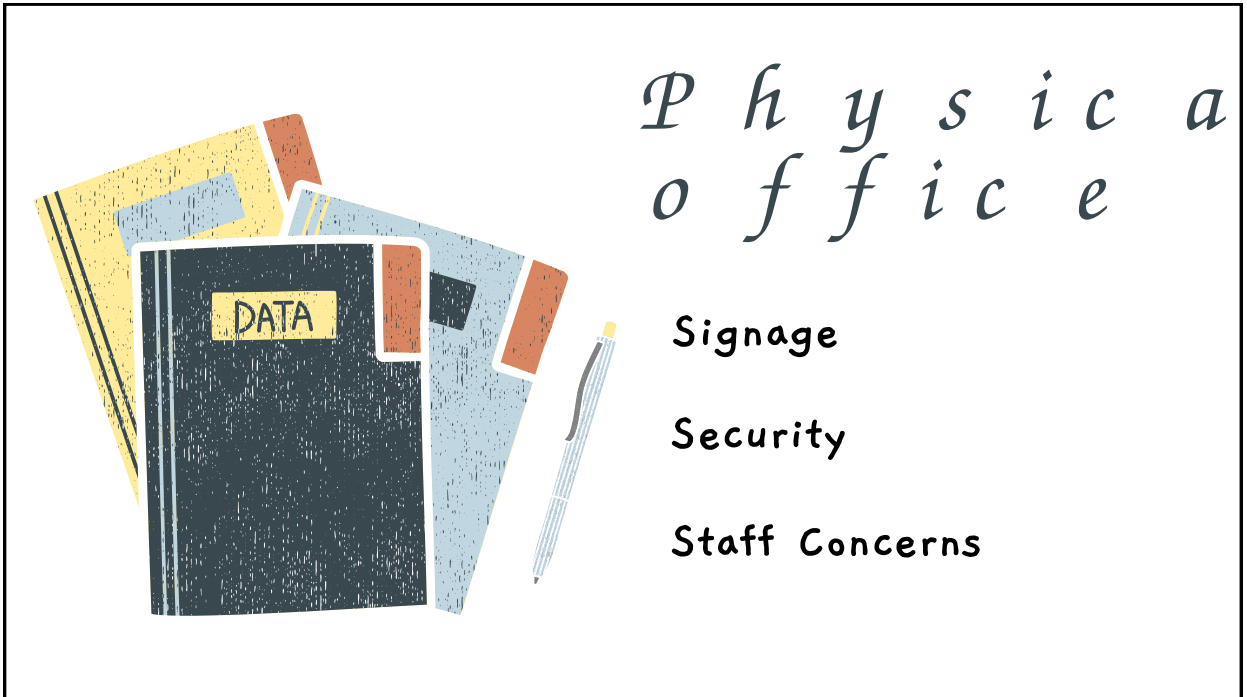 Physica
office
DATA
Signage
Security
Staff Concerns